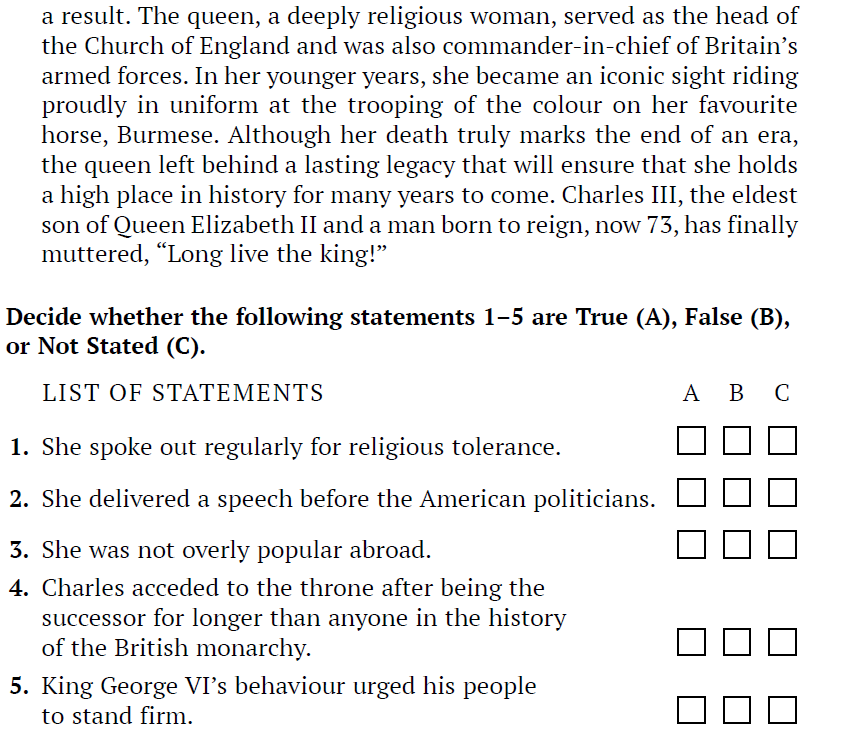 a result. The queen, a deeply religious woman, served as the head of
the Church of England and was also commander-in-chief of Britain’s
armed forces. In her younger years, she became an iconic sight riding
proudly in uniform at the trooping of the colour on her favourite
horse, Burmese. Although her death truly marks the end of an era,
the queen left behind a lasting legacy that will ensure that she holds
a high place in history for many years to come. Charles III, the eldest
son of Queen Elizabeth II and a man born to reign, now 73, has finally
muttered, “Long live the king!”
Decide whether the following statements 1–5 are True (A), False (B),
or Not Stated (C).
LIST OF STATEMENTS A B C
1. She spoke out regularly for religious tolerance.
2. She delivered a speech before the American politicians.
3. She was not overly popular abroad.
4. Charles acceded to the throne after being the
successor for longer than anyone in the history
of the British monarchy.
5. King George VI’s behaviour urged his people
to stand firm.